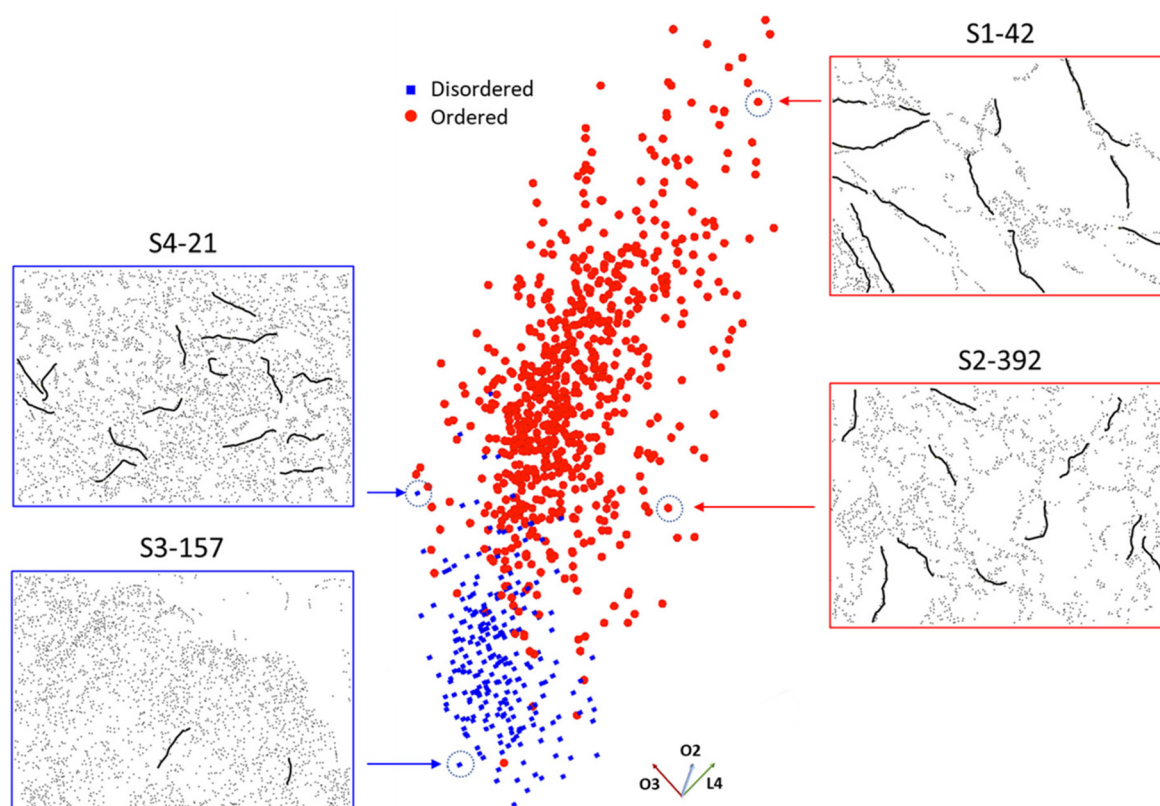 S1-42
Disordered
Ordered
S4-21
S2-392
S3-157
O2
O3
L4